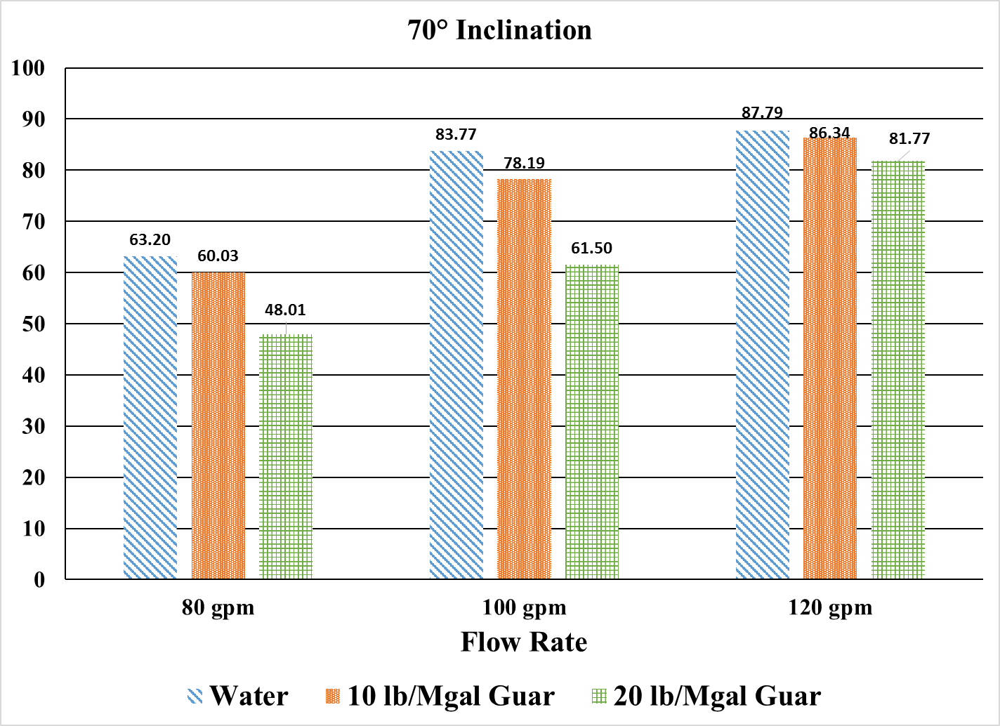 70° Inclination
100
90
80
70
60
50
40
30
20
10
0
63.20
60.03
48.01
83.77
78.19
61.50
87.79
86.34
81.77
80 gpm
100 gpm
120 gpm
Flow Rate
Water
10 lb/Mgal Guar
20 lb/Mgal Guar